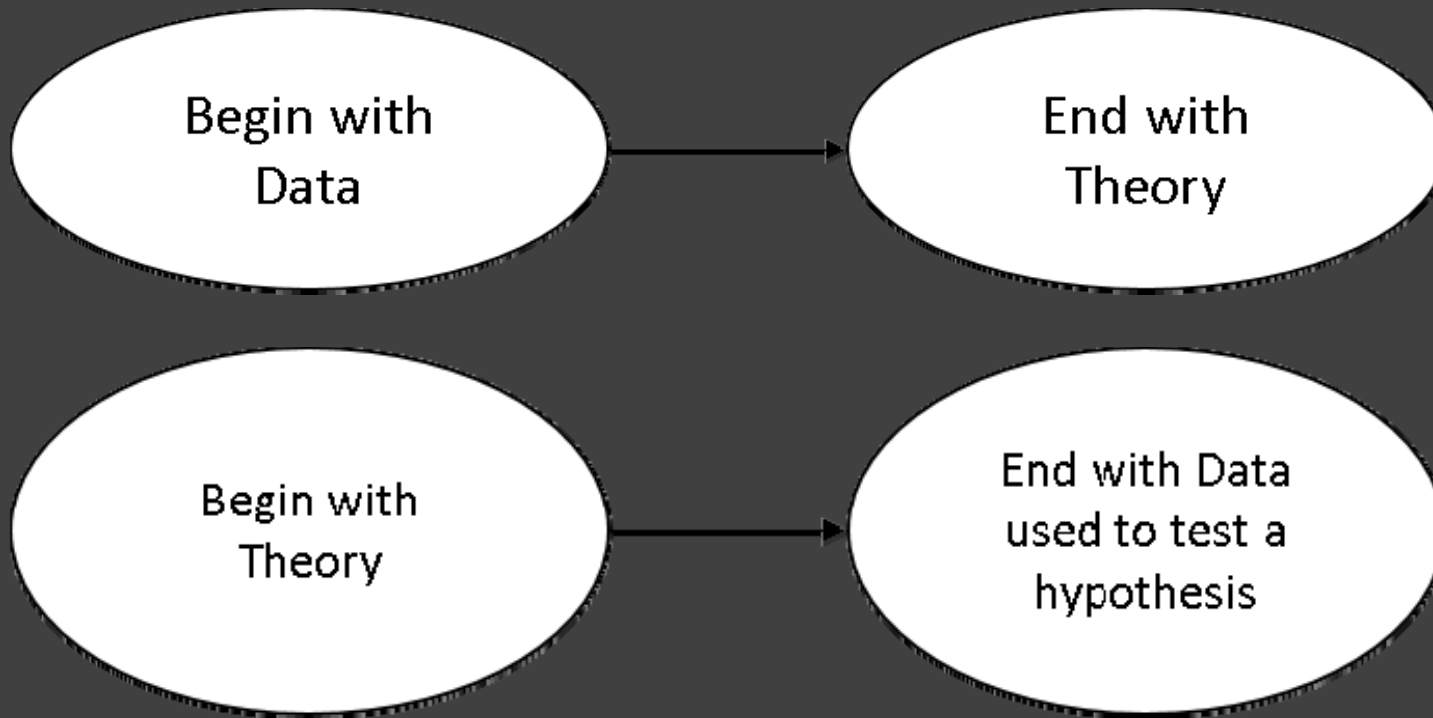 Begin with
Data
End with
Theory
Begin with
Theory
End with Data
used to test a
hypothesis